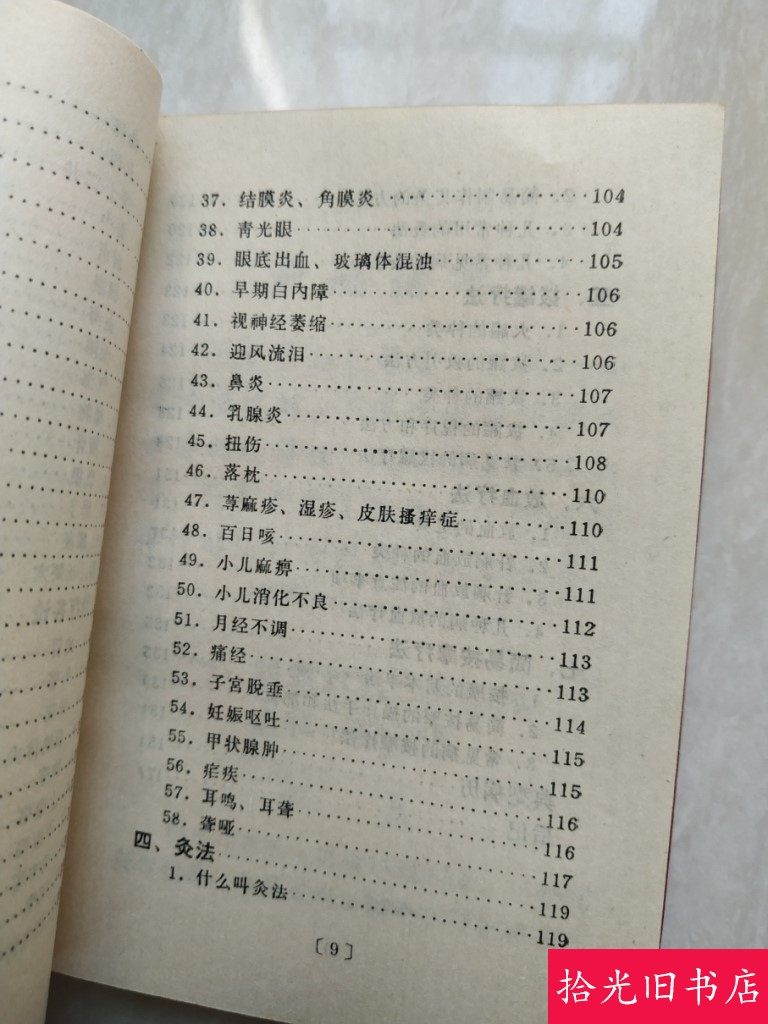 37．结膜炎、角膜炎……104
38．青光眼……104
39．眼底出血、玻璃体混浊……105
40．早期白内障……106
41．视神经萎缩……106
42．迎风流泪……106
43．鼻炎……107
44．乳腺炎……107
45．扭伤……108
46．落枕……110
47．荨麻疹、湿疹、皮肤搔痒症……110
48．百日咳……111
49．小儿麻痹……111
50．小儿消化不良……112
51．月经不调……113
52．痛经……113
53．子宫脱垂……114
54．妊娠呕吐……115
55．甲状腺肿……115
56．疟疾……116
57．耳鸣、耳聋……116
58．聋哑……117
四、灸法……119
1．什么叫灸法……119
〔9〕
拾光旧书店